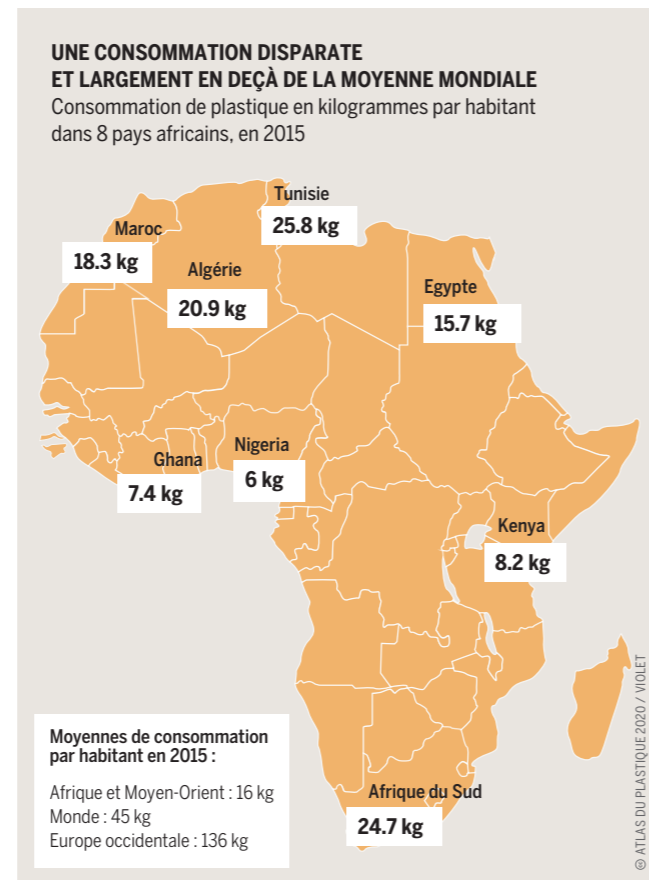 UNE CONSOMMATION DISPARATE
ET LARGEMENT EN DEÇÀ DE LA MOYENNE MONDIALE
Consommation de plastique en kilogrammes par habitant
dans 8 pays africains, en 2015
Tunisie
25.8 kg
Maroc
18.3 kg
Algérie
20.9 kg
Egypte
15.7 kg
Ghana
7.4 kg
Nigeria
6 kg
Kenya
8.2 kg
Afrique du Sud
24.7 kg
Moyennes de consommation
par habitant en 2015 :
Afrique et Moyen-Orient : 16 kg
Monde : 45 kg
Europe occidentale : 136 kg
ATLAS DU PLASTIQUE 2020 / VIOLET